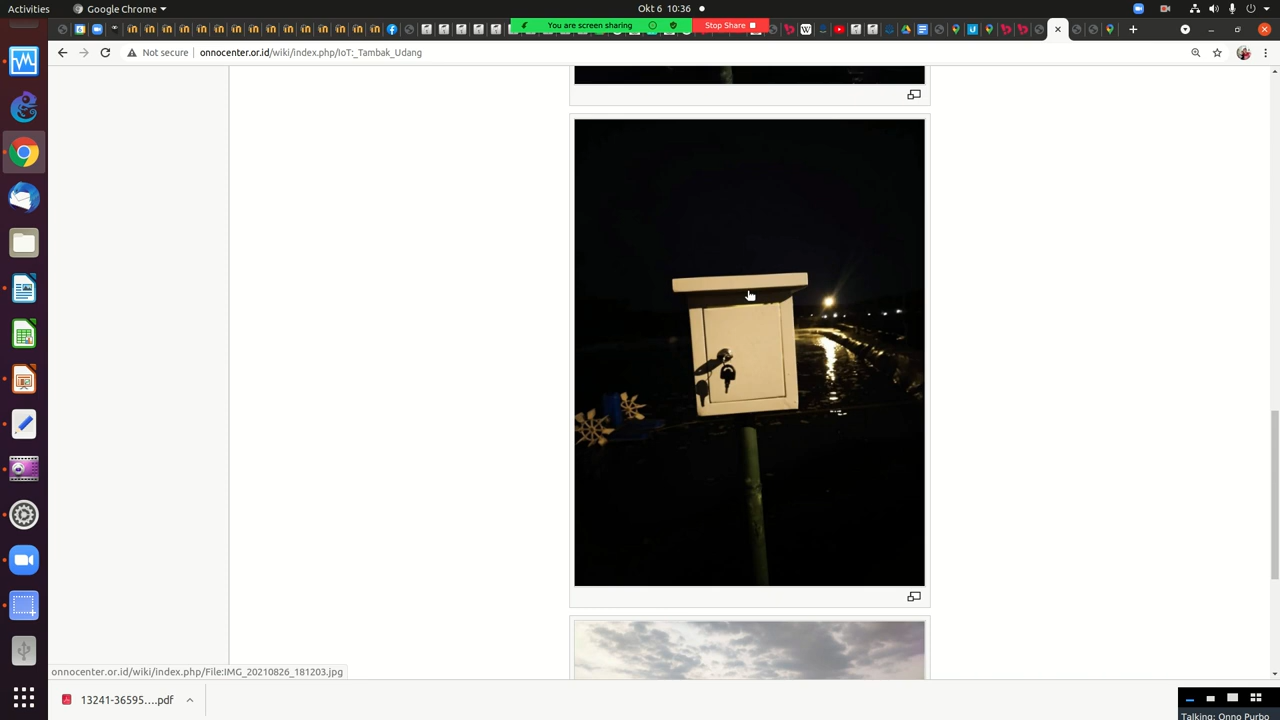 Activities
Google Chrome
Okt 6 10:36
You are screen sharing
Stop Share
Not secure
onnocenter.or.id/wiki/index.php/IoT:_Tambak_Udang
onnocenter.or.id/wiki/index.php/File:IMG_20210826_181203.jpg
13241-36595....pdf
Talking: Onno Purbo